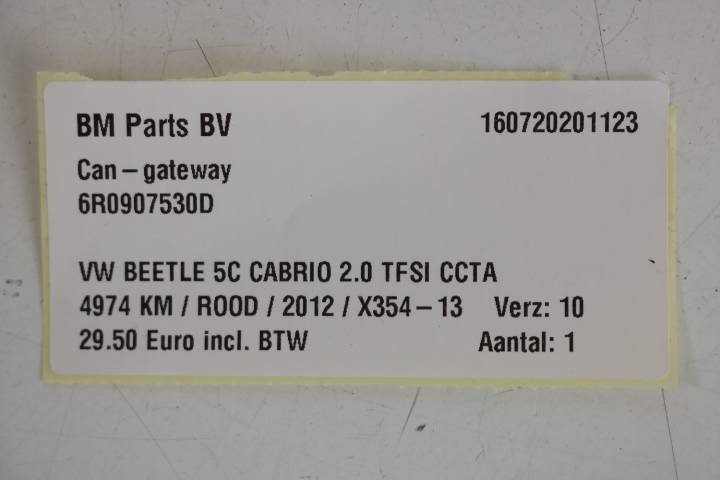 BM Parts BV 160720201123
Can-gateway
6R0907530D
VW BEETLE 5C CABRIO 2.0 TFSI CCTA
4974 KM / ROOD / 2012 / X354-13 Verz: 10
29.50 Euro incl. BTW Aantal: 1